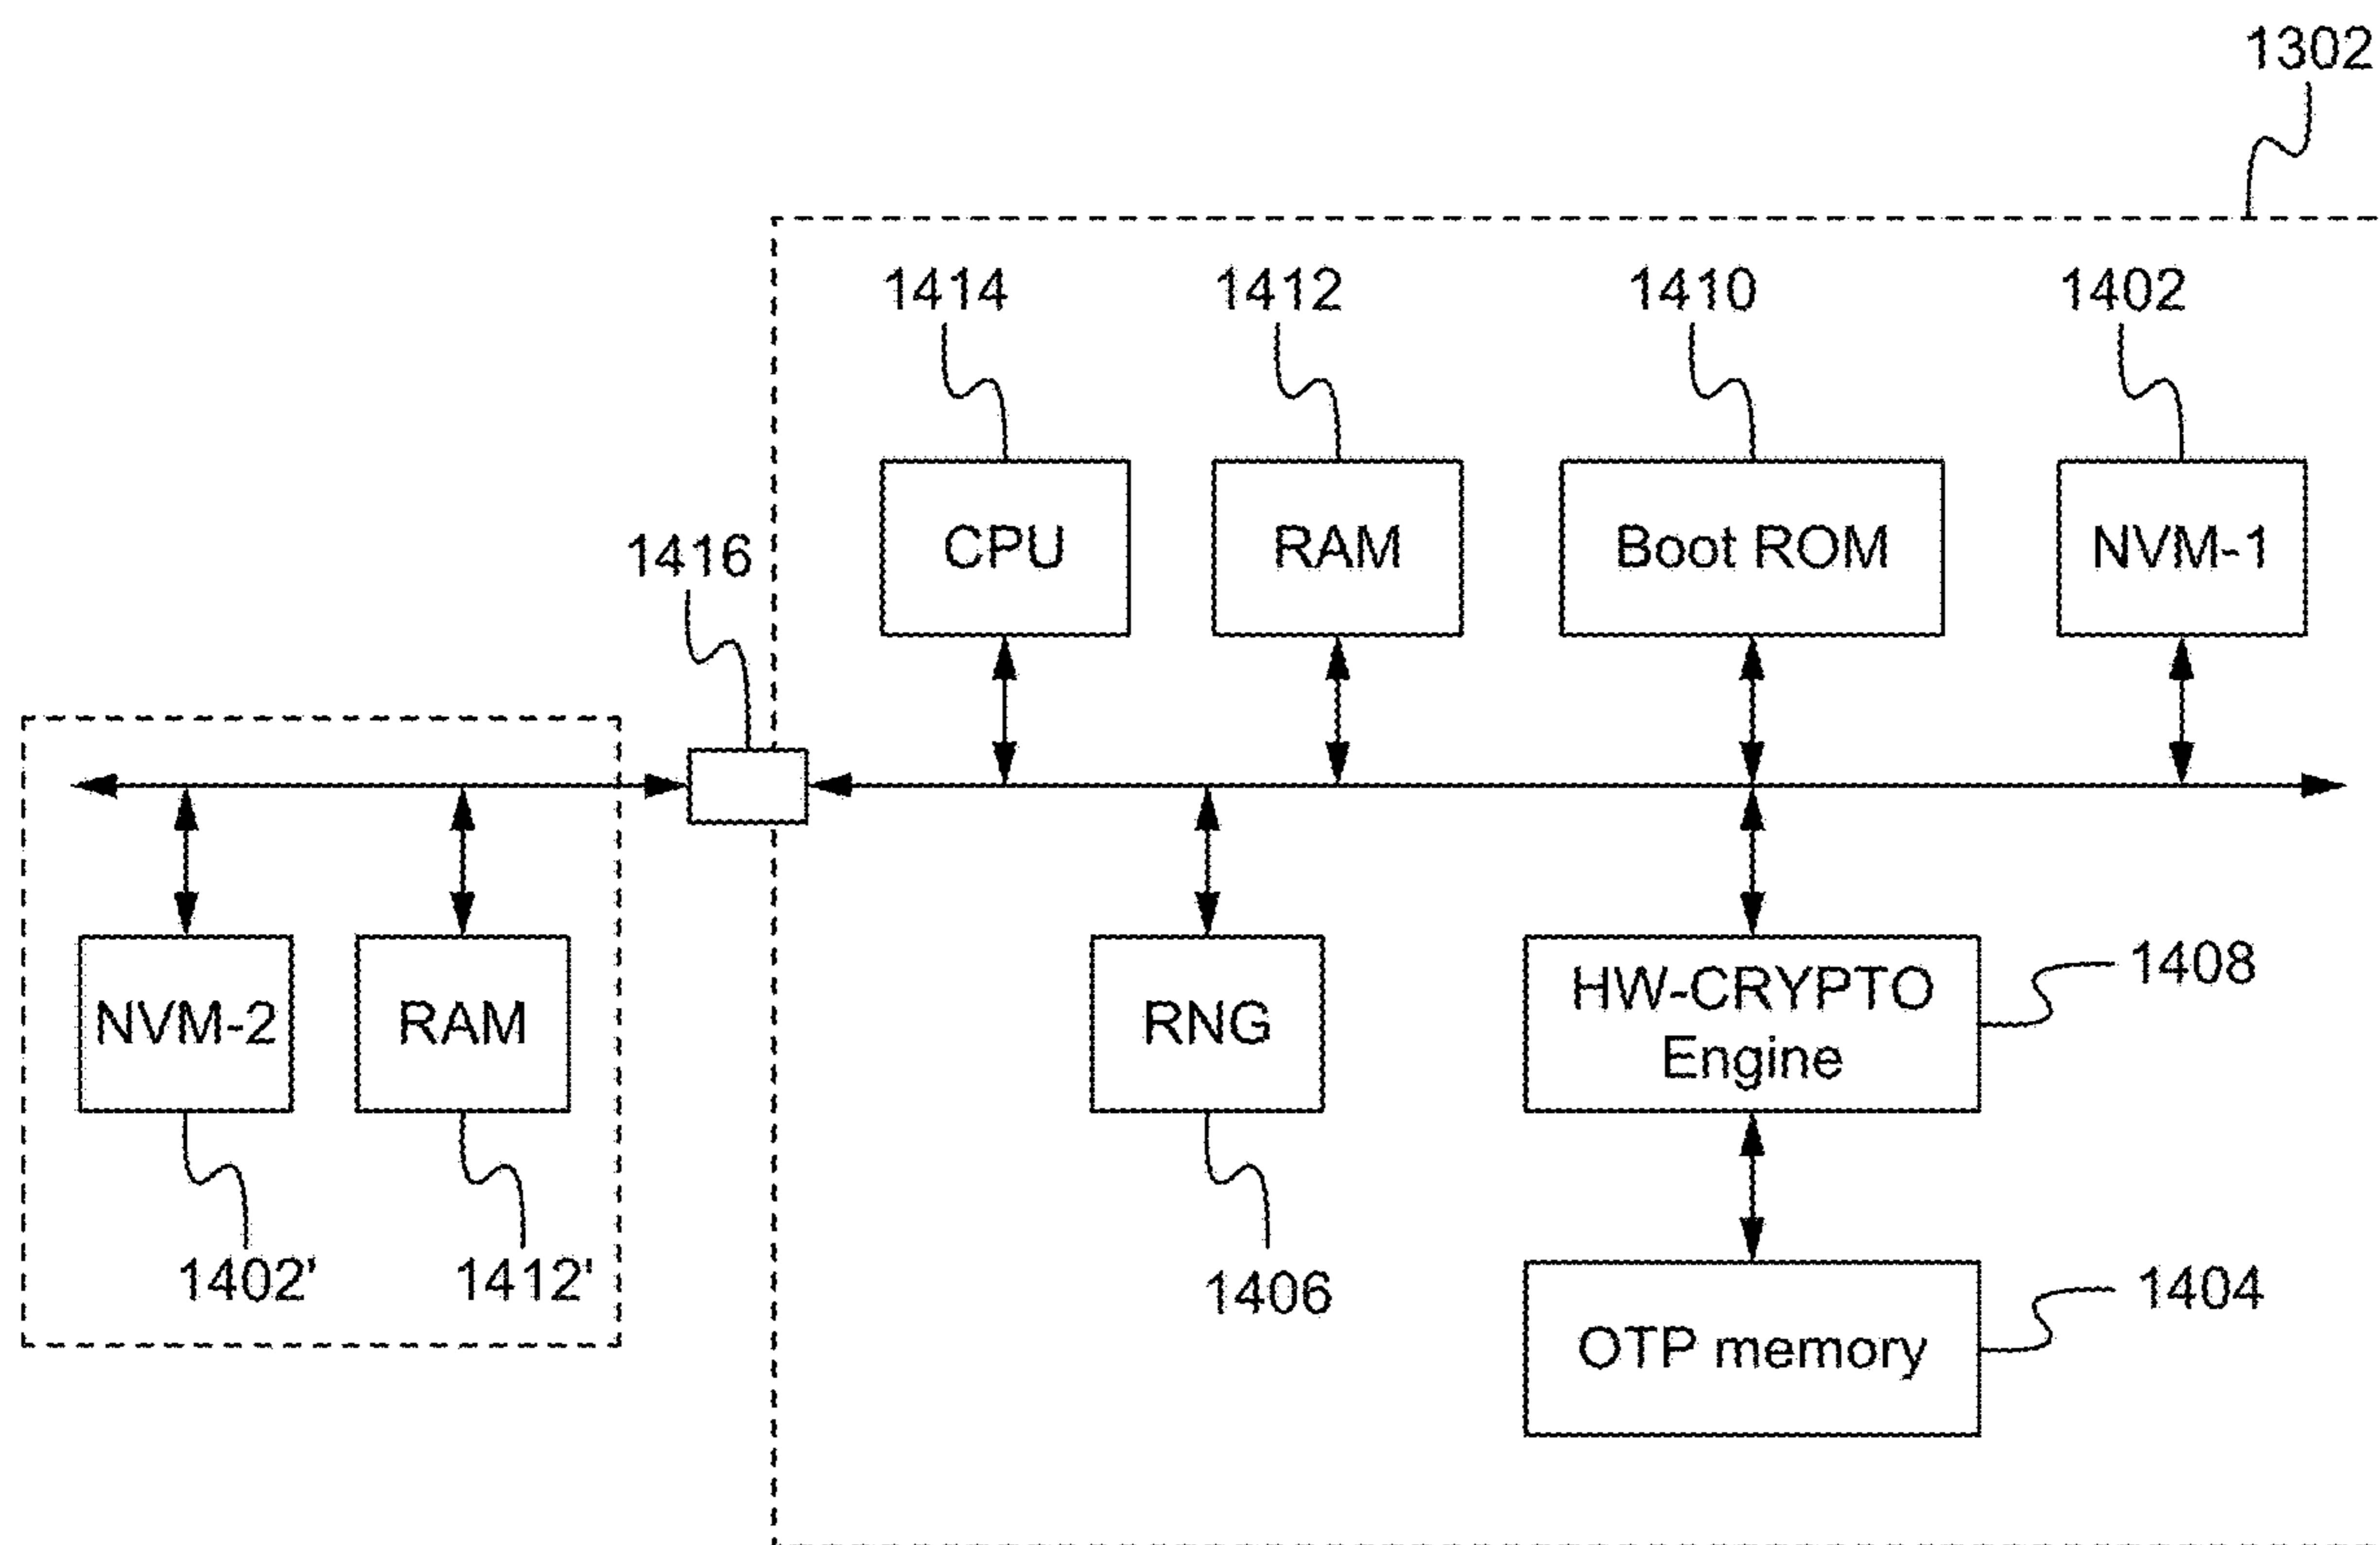 1302
1414
1412
1410
1402
1416
CPU
RAM
Boot ROM
NVM-1
NVM-2
RAM
RNG
HW-CRYPTO
Engine
1408
1402'
1412'
1406
OTP memory
1404